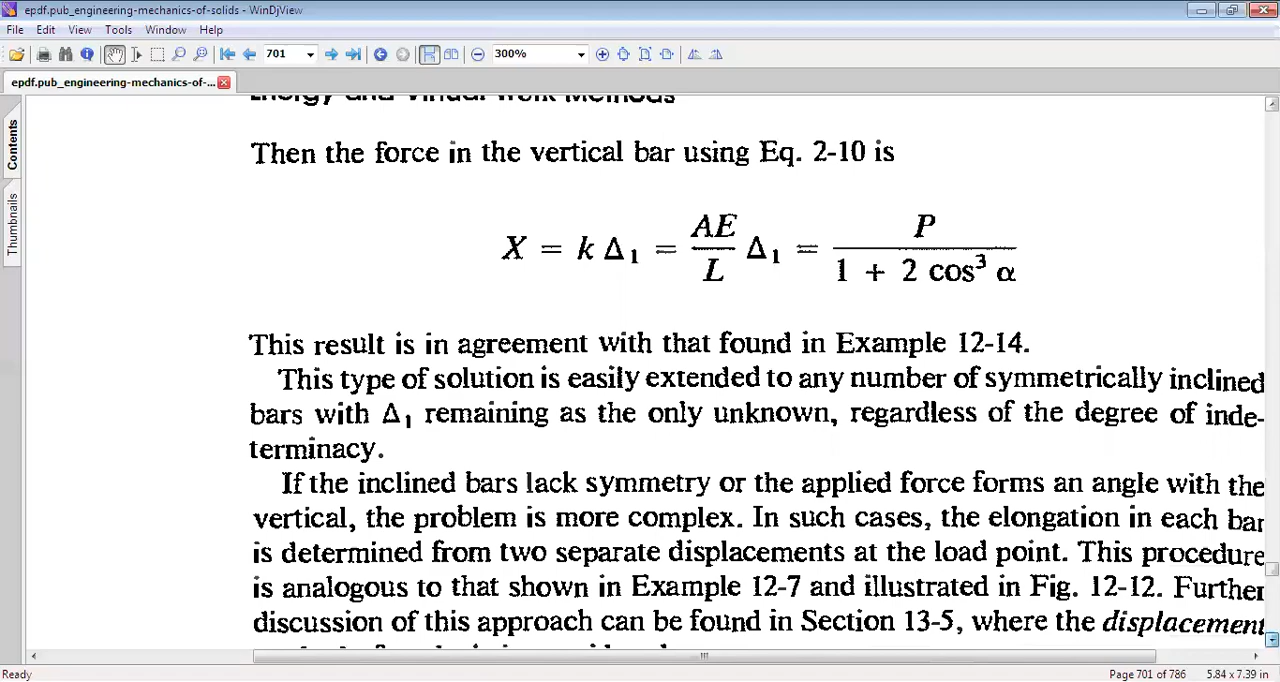 epdf.pub_engineering-mechanics-of-solids - WinDjView
File Edit View Tools Window Help
701 300%
epdf.pub_engineering-mechanics-of-...
Contents
Thumbnails
Energy and Virtual Work Methods
Then the force in the vertical bar using Eq. 2-10 is
X = k Δ₁ = AE/L Δ₁ = P/(1 + 2 cos³ α)
This result is in agreement with that found in Example 12-14.
This type of solution is easily extended to any number of symmetrically inclined
bars with Δ₁ remaining as the only unknown, regardless of the degree of inde-
terminacy.
If the inclined bars lack symmetry or the applied force forms an angle with the
vertical, the problem is more complex. In such cases, the elongation in each bar
is determined from two separate displacements at the load point. This procedure
is analogous to that shown in Example 12-7 and illustrated in Fig. 12-12. Further
discussion of this approach can be found in Section 13-5, where the displacement
Ready Page 701 of 786 5.84 x 7.39 in